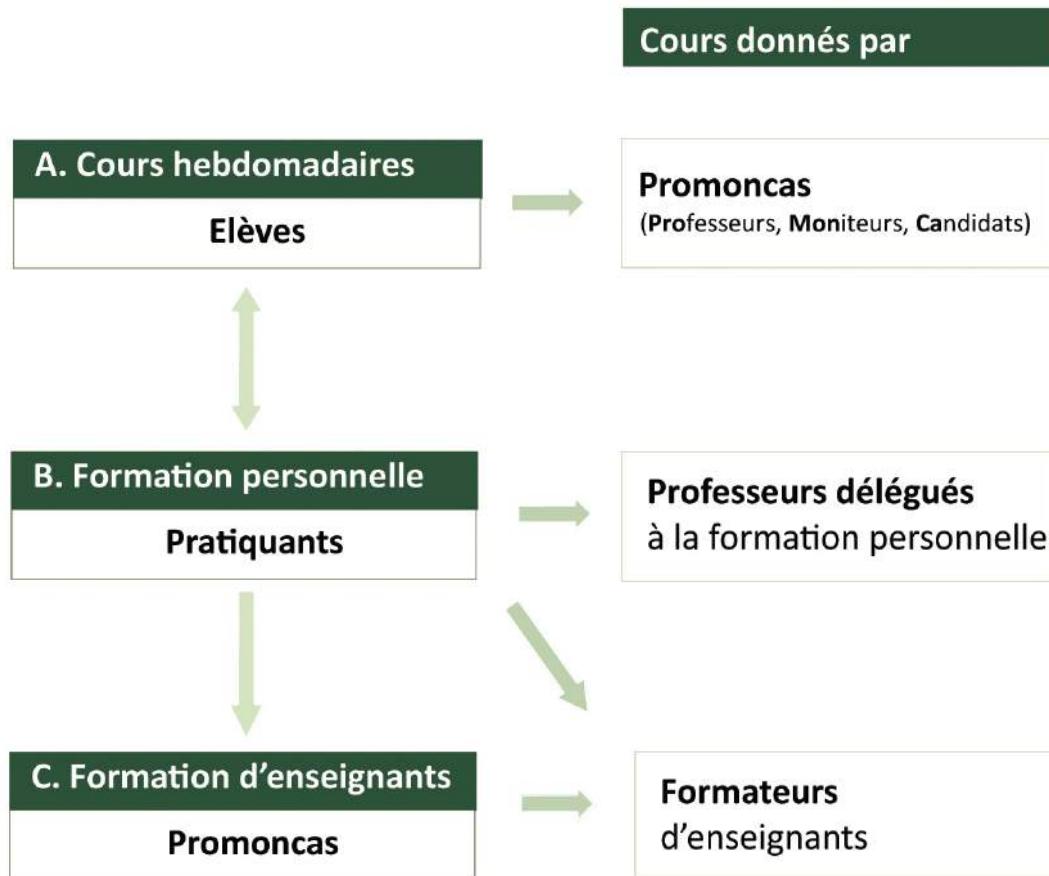 Cours donnés par
A. Cours hebdomadaires
Elèves
Promoncas
(Professeurs, Moniteurs, Candidats)
B. Formation personnelle
Pratiquants
Professeurs délégués
à la formation personnelle
C. Formation d’enseignants
Promoncas
Formateurs
d’enseignants